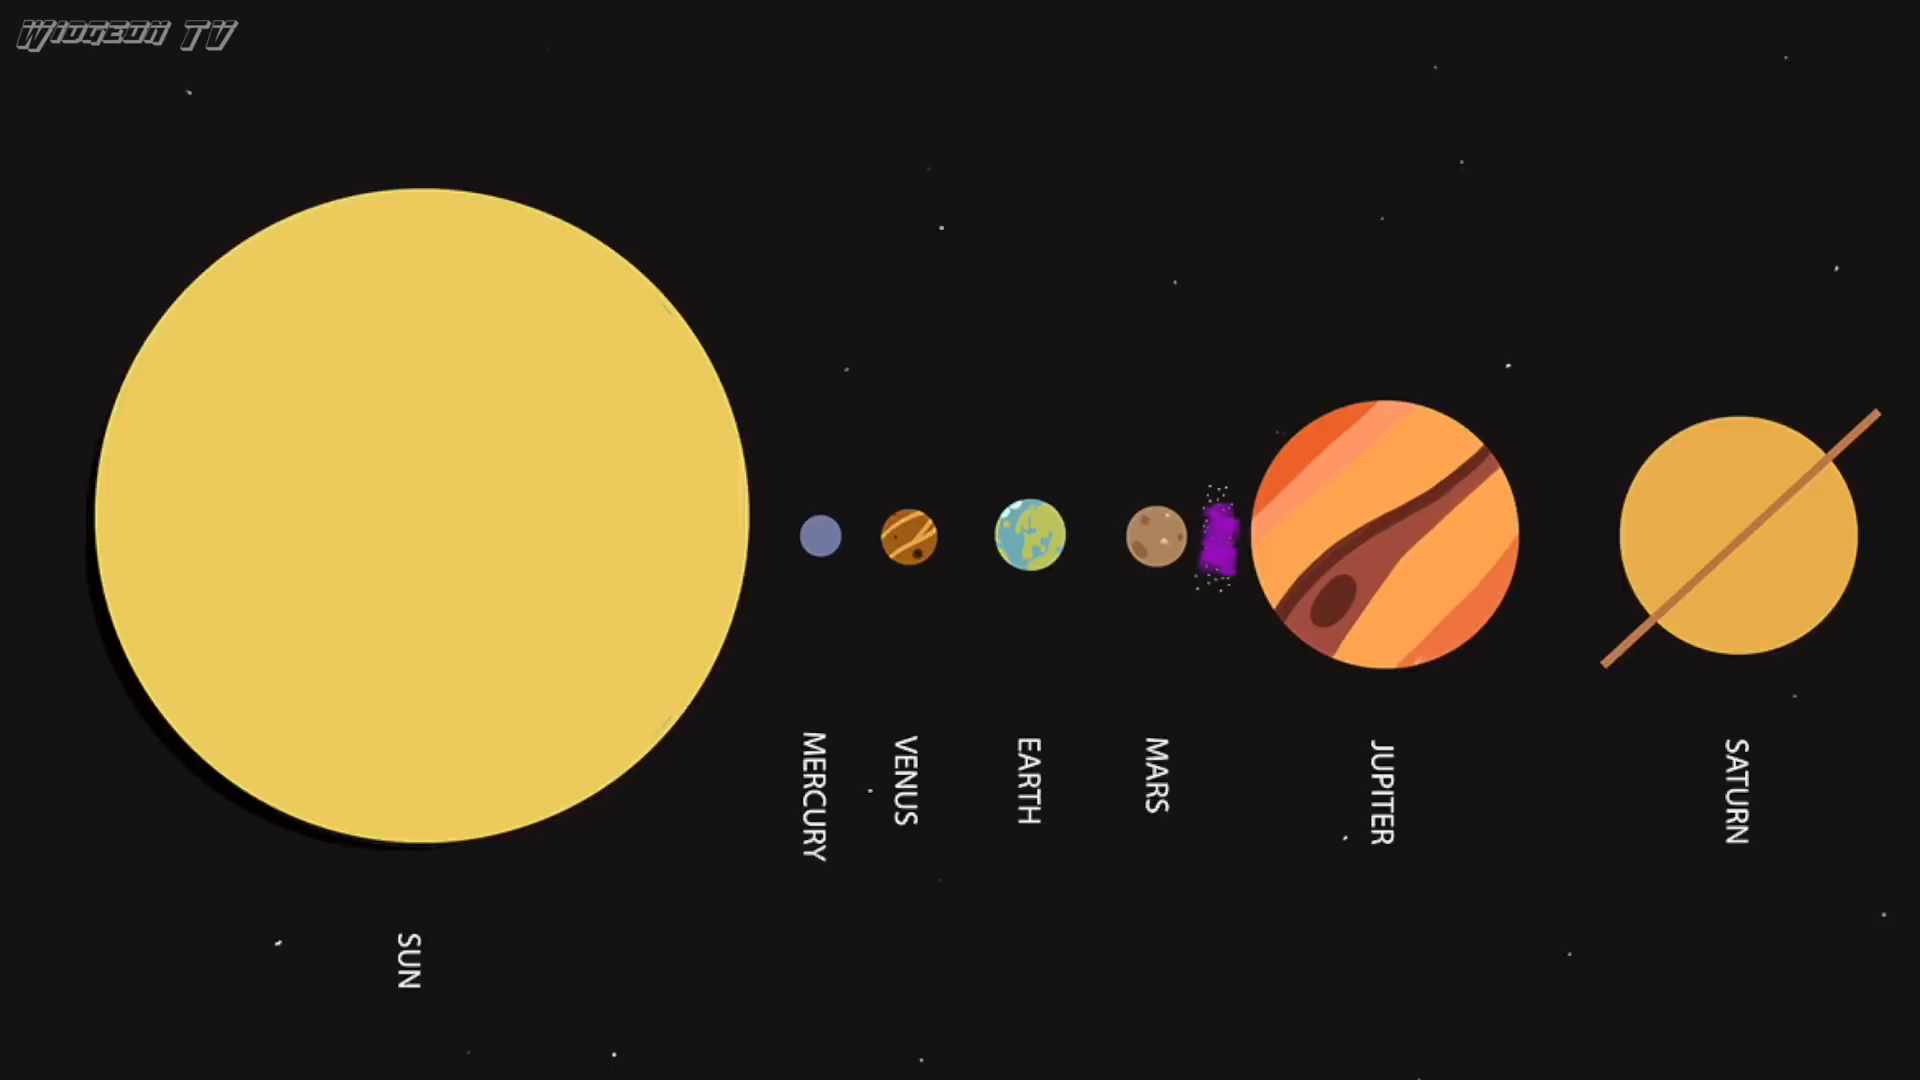 Widgeon TV
SUN
MERCURY
VENUS
EARTH
MARS
JUPITER
SATURN